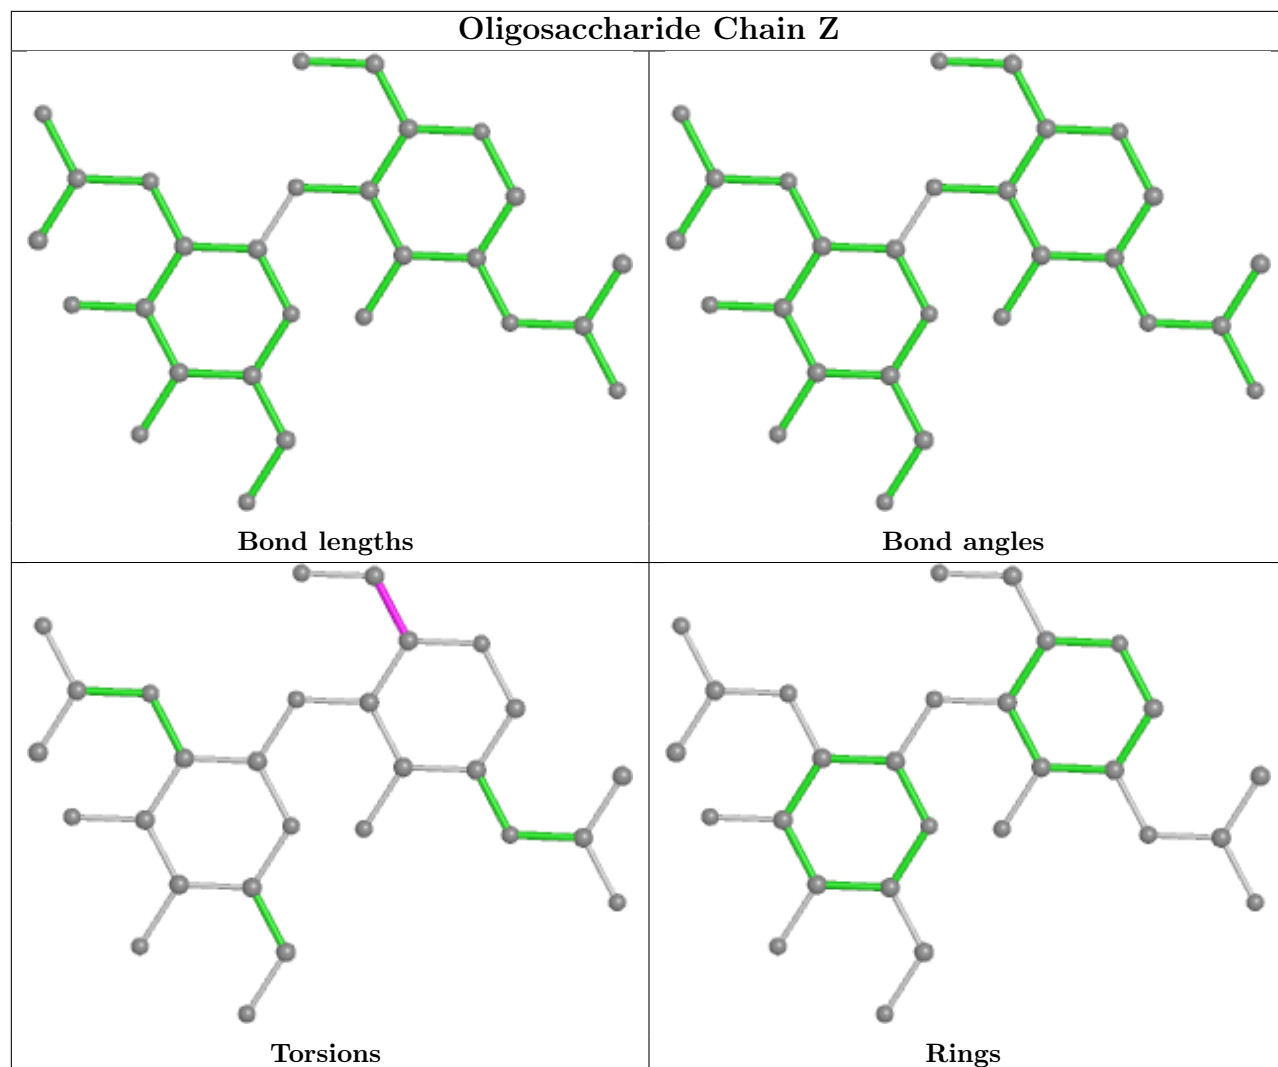 Oligosaccharide Chain Z
Bond lengths
Bond angles
Torsions
Rings